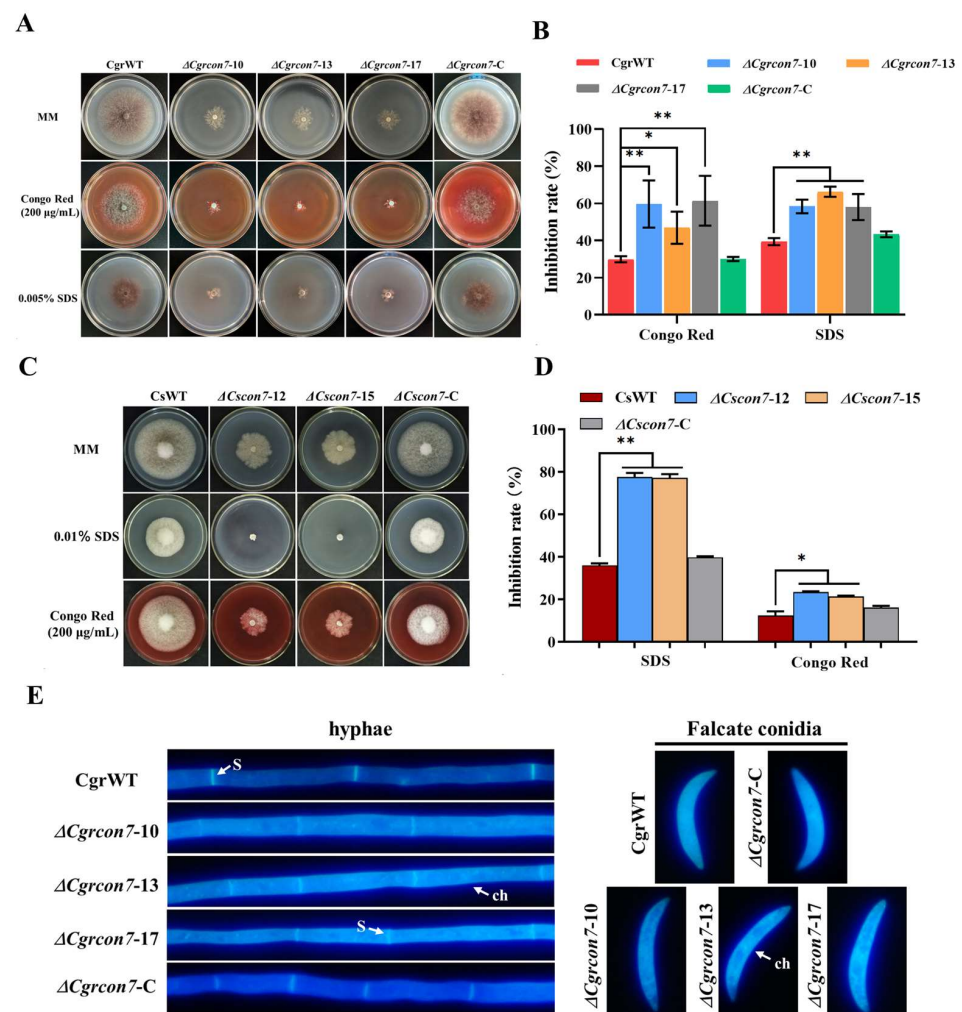 A
CgrWT ΔCgrcon7-10 ΔCgrcon7-13 ΔCgrcon7-17 ΔCgrcon7-C
MM
Congo Red
(200 μg/mL)
0.005% SDS
B
CgrWT ΔCgrcon7-10 ΔCgrcon7-13
ΔCgrcon7-17 ΔCgrcon7-C
Inhibition rate (%)
100
80
60
40
20
0
**
*
**
**
Congo Red SDS
C
CsWT ΔCscon7-12 ΔCscon7-15 ΔCscon7-C
MM
0.01% SDS
Congo Red
(200 μg/mL)
D
CsWT ΔCscon7-12 ΔCscon7-15
ΔCscon7-C
Inhibition rate (%)
100
80
60
40
20
0
**
*
SDS Congo Red
E
hyphae
CgrWT
S
ΔCgrcon7-10
ΔCgrcon7-13
ch
ΔCgrcon7-17
S
ΔCgrcon7-C
Falcate conidia
CgrWT
ΔCgrcon7-C
ΔCgrcon7-10
ΔCgrcon7-13
ch
ΔCgrcon7-17